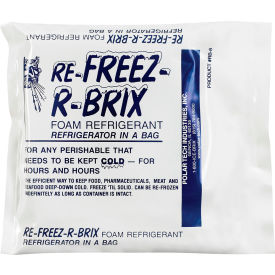 RE-FREEZ-R-BRIX
FOAM REFRIGERANT
REFRIGERATOR IN A BAG
RE-FREEZ-
R-BRIX
FOAM REFRIGERANT
REFRIGERATOR IN A BAG
FOR ANY PERISHABLE THAT
NEEDS TO BE KEPT COLD — FOR
HOURS AND HOURS
THE EFFICIENT WAY TO KEEP FOOD, PHARMACEUTICALS, MEAT AND
SEAFOOD DEEP-DOWN COLD. FREEZE 'TIL SOLID. CAN BE RE-FROZEN
INDEFINITELY AS LONG AS CONTAINER IS INTACT.
RE-FREEZ-R-BRIX FOAM REFRIGERANT
REFRIGERATOR IN A BAG
PRODUCT
POLAR TECH INDUSTRIES, INC.